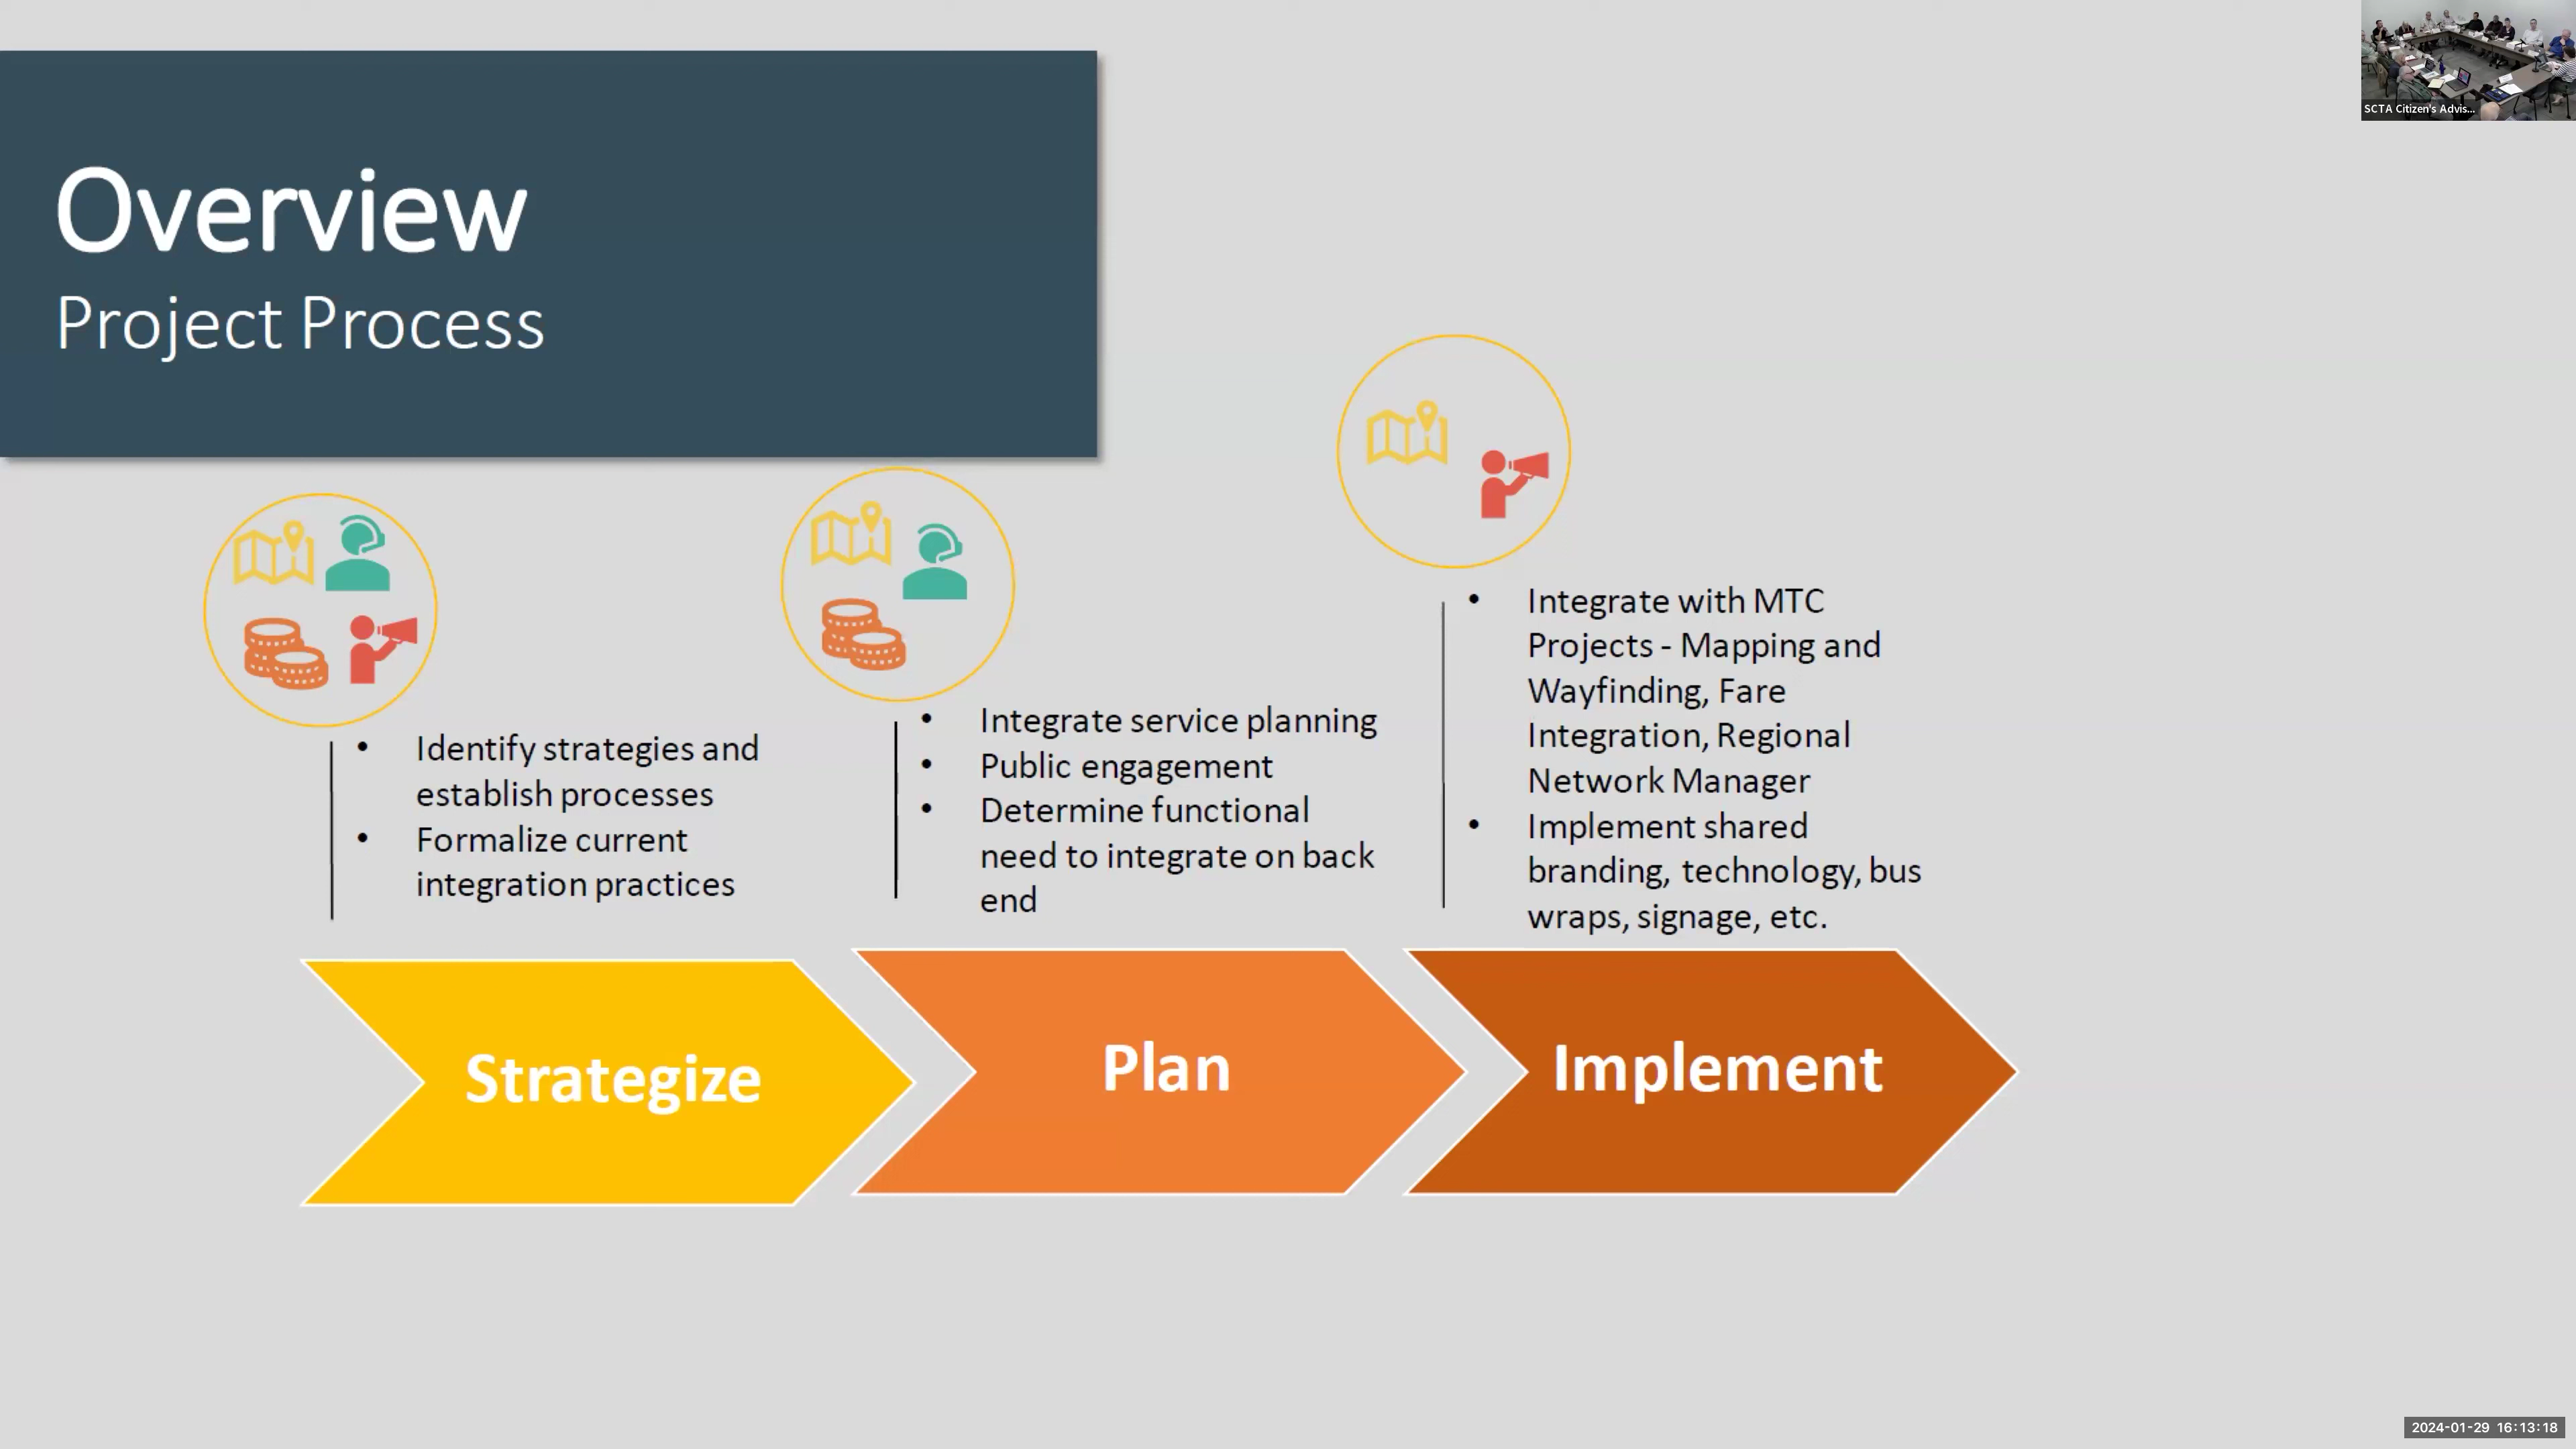 SCTA Citizen's Advis...
Overview
Project Process
• Identify strategies and
establish processes
• Formalize current
integration practices
• Integrate service planning
• Public engagement
• Determine functional
need to integrate on back
end
• Integrate with MTC
Projects - Mapping and
Wayfinding, Fare
Integration, Regional
Network Manager
• Implement shared
branding, technology, bus
wraps, signage, etc.
Strategize
Plan
Implement
2024-01-29 16:13:18